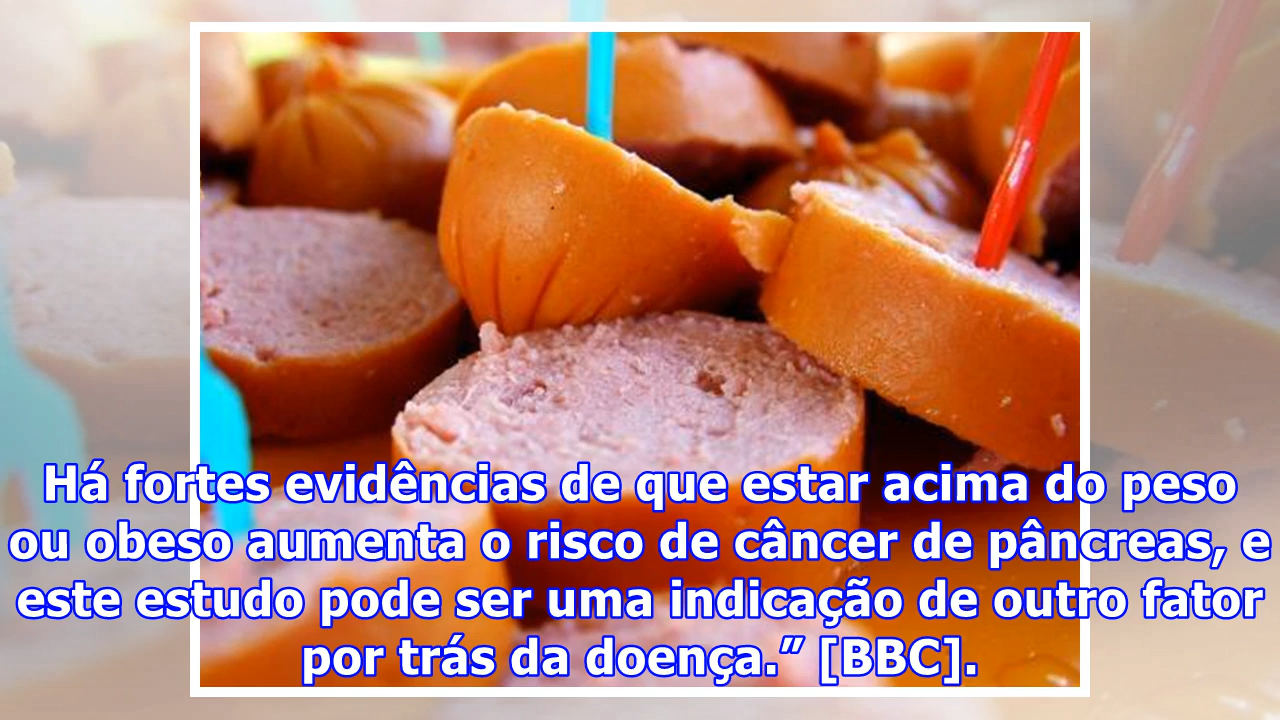 Há fortes evidências de que estar acima do peso
ou obeso aumenta o risco de câncer de pâncreas, e
este estudo pode ser uma indicação de outro fator
por trás da doença.” [BBC].